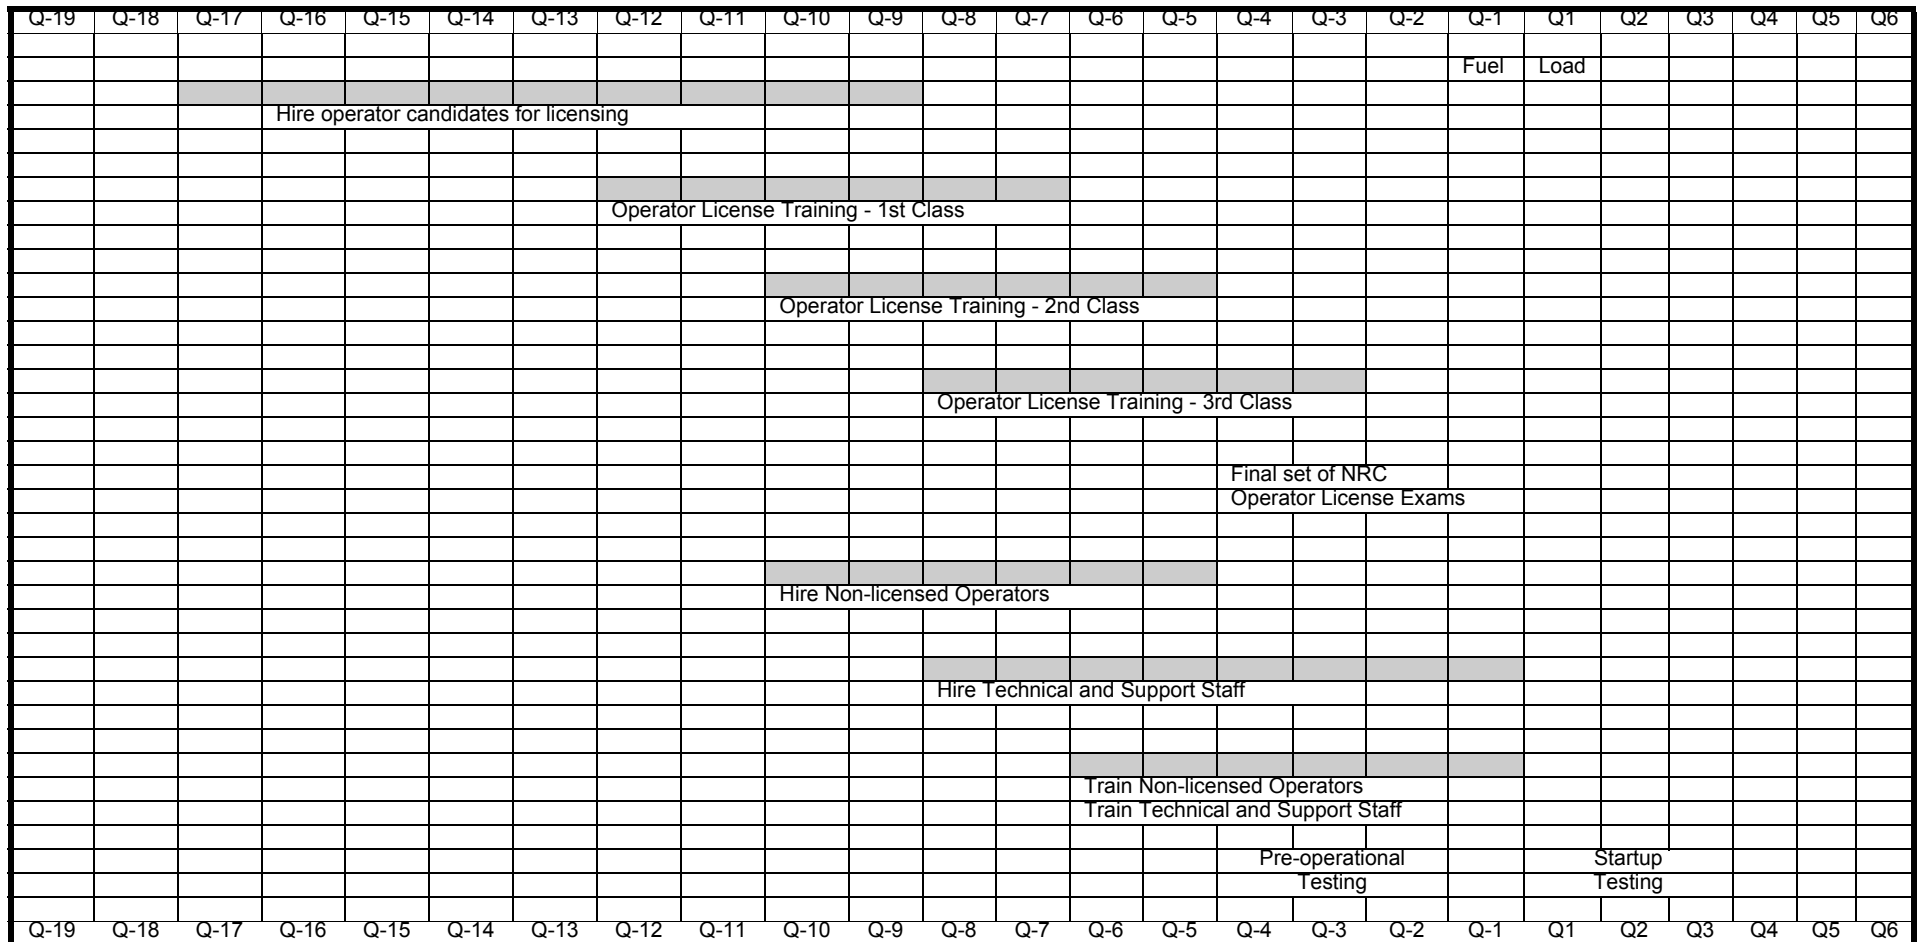 Q-19 Q-18 Q-17 Q-16 Q-15 Q-14 Q-13 Q-12 Q-11 Q-10 Q-9 Q-8 Q-7 Q-6 Q-5 Q-4 Q-3 Q-2 Q-1 Q1 Q2 Q3 Q4 Q5 Q6
Fuel Load
Hire operator candidates for licensing
Operator License Training - 1st Class
Operator License Training - 2nd Class
Operator License Training - 3rd Class
Final set of NRC
Operator License Exams
Hire Non-licensed Operators
Hire Technical and Support Staff
Train Non-licensed Operators
Train Technical and Support Staff
Pre-operational Startup
Testing Testing
Q-19 Q-18 Q-17 Q-16 Q-15 Q-14 Q-13 Q-12 Q-11 Q-10 Q-9 Q-8 Q-7 Q-6 Q-5 Q-4 Q-3 Q-2 Q-1 Q1 Q2 Q3 Q4 Q5 Q6